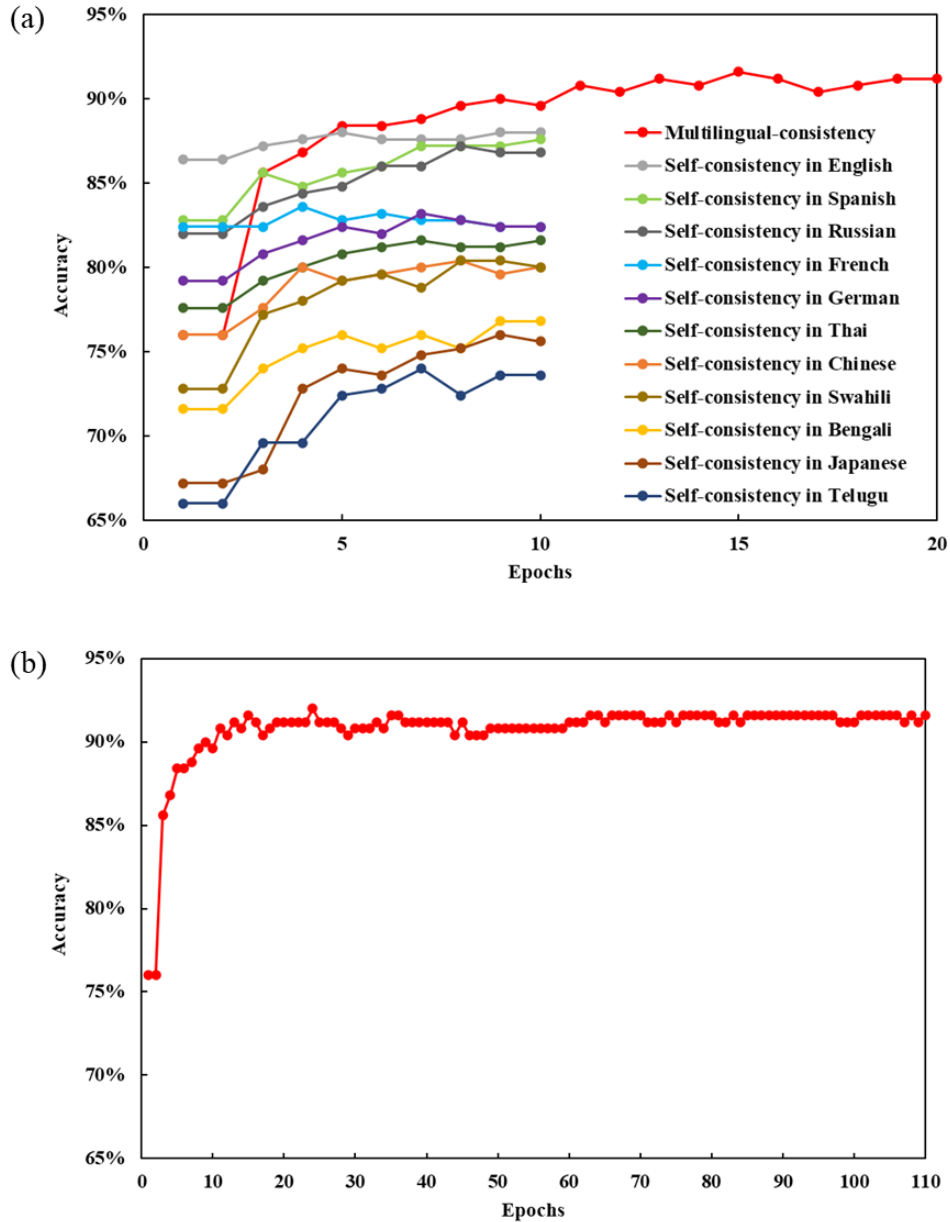 (a)
95%
90%
85%
80%
75%
70%
65%
Accuracy
0
5
10
15
20
Epochs
Multilingual-consistency
Self-consistency in English
Self-consistency in Spanish
Self-consistency in Russian
Self-consistency in French
Self-consistency in German
Self-consistency in Thai
Self-consistency in Chinese
Self-consistency in Swahili
Self-consistency in Bengali
Self-consistency in Japanese
Self-consistency in Telugu
(b)
95%
90%
85%
80%
75%
70%
65%
Accuracy
0
10
20
30
40
50
60
70
80
90
100
110
Epochs